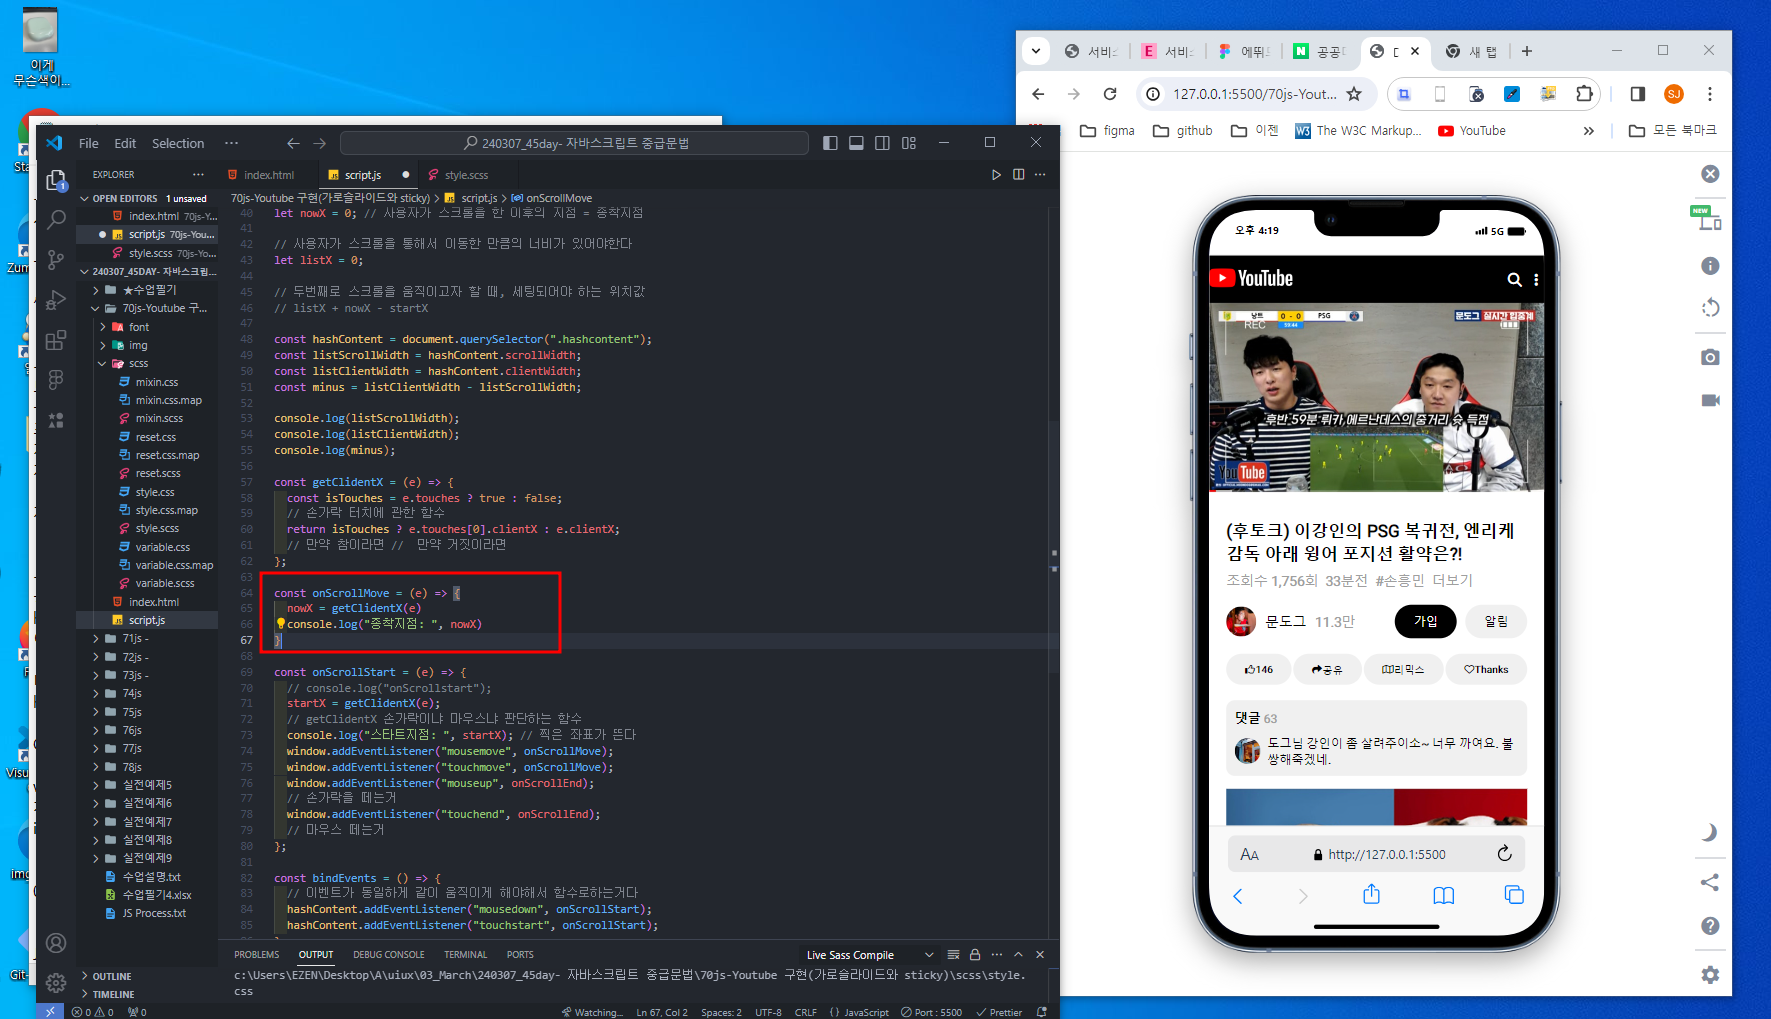 이게
무슨색이...
File Edit Selection ...
240307_45day- 자바스크립트 중급문법
EXPLORER
index.html
script.js
style.scss
OPEN EDITORS 1 unsaved
index.html 70js-Y...
script.js 70js-You...
style.scss 70js-Yo...
240307_45DAY- 자바스크립...
★수업필기
70js-Youtube 구...
font
img
scss
mixin.css
mixin.css.map
mixin.scss
reset.css
reset.css.map
reset.scss
style.css
style.css.map
style.scss
variable.css
variable.css.map
variable.scss
index.html
script.js
71js -
72js -
73js -
74js
75js
76js
77js
78js
실전예제5
실전예제6
실전예제7
실전예제8
실전예제9
수업설명.txt
수업필기4.xlsx
JS Process.txt
OUTLINE
TIMELINE
70js-Youtube 구현(가로슬라이드와 sticky) > script.js > onScrollMove
40 let nowX = 0; // 사용자가 스크롤을 한 이후의 지점 = 종착지점
41
42 // 사용자가 스크롤을 통해서 이동한 만큼의 너비가 있어야한다
43 let listX = 0;
44
45 // 두번째로 스크롤을 움직이고자 할 때, 세팅되어야 하는 위치값
46 // listX + nowX - startX
47
48 const hashContent = document.querySelector(".hashcontent");
49 const listScrollWidth = hashContent.scrollWidth;
50 const listClientWidth = hashContent.clientWidth;
51 const minus = listClientWidth - listScrollWidth;
52
53 console.log(listScrollWidth);
54 console.log(listClientWidth);
55 console.log(minus);
56
57 const getClidentX = (e) => {
58 const isTouches = e.touches ? true : false;
59 // 손가락 터치에 관한 함수
60 return isTouches ? e.touches[0].clientX : e.clientX;
61 // 만약 참이라면 // 만약 거짓이라면
62 };
63
64 const onScrollMove = (e) => {
65 nowX = getClidentX(e)
66 console.log("종착지점: ", nowX)
67 }
68
69 const onScrollStart = (e) => {
70 // console.log("onScrollstart");
71 startX = getClidentX(e);
72 // getClidentX 손가락이냐 마우스냐 판단하는 함수
73 console.log("스타트지점: ", startX); // 찍은 좌표가 뜬다
74 window.addEventListener("mousemove", onScrollMove);
75 window.addEventListener("touchmove", onScrollMove);
76 window.addEventListener("mouseup", onScrollEnd);
77 // 손가락을 떼는거
78 window.addEventListener("touchend", onScrollEnd);
79 // 마우스 떼는거
80 };
81
82 const bindEvents = () => {
83 // 이벤트가 동일하게 같이 움직이게 해야해서 함수로하는거다
84 hashContent.addEventListener("mousedown", onScrollStart);
85 hashContent.addEventListener("touchstart", onScrollStart);
PROBLEMS OUTPUT DEBUG CONSOLE TERMINAL PORTS
Live Sass Compile
c:\Users\EZEN\Desktop\A\uiux\03_March\240307_45day- 자바스크립트 중급문법\70js-Youtube 구현(가로슬라이드와 sticky)\scss\style.
css
0 0 0
Watching... Ln 67, Col 2 Spaces: 2 UTF-8 CRLF {} JavaScript Port : 5500 Prettier
서비스
서비스
공공
새 탭
127.0.0.1:5500/70js-Yout...
SJ
figma
github
이젠
The W3C Markup...
YouTube
모든 북마크
NEW
오후 4:19
5G
YouTube
낭트 0 - 0 PSG
59:44
문도그 실시간 입중계
REC
후반 59분 뤼카 에르난데스의 중거리 슛 득점
YouTube
(후토크) 이강인의 PSG 복귀전, 엔리케
감독 아래 윙어 포지션 활약은?!
조회수 1,756회 33분전 #손흥민 더보기
문도그 11.3만
가입
알림
146
공유
리믹스
Thanks
댓글 63
도그님 강인이 좀 살려주이소~ 너무 까여요. 불
쌍해죽겠네.
AA
http://127.0.0.1:5500